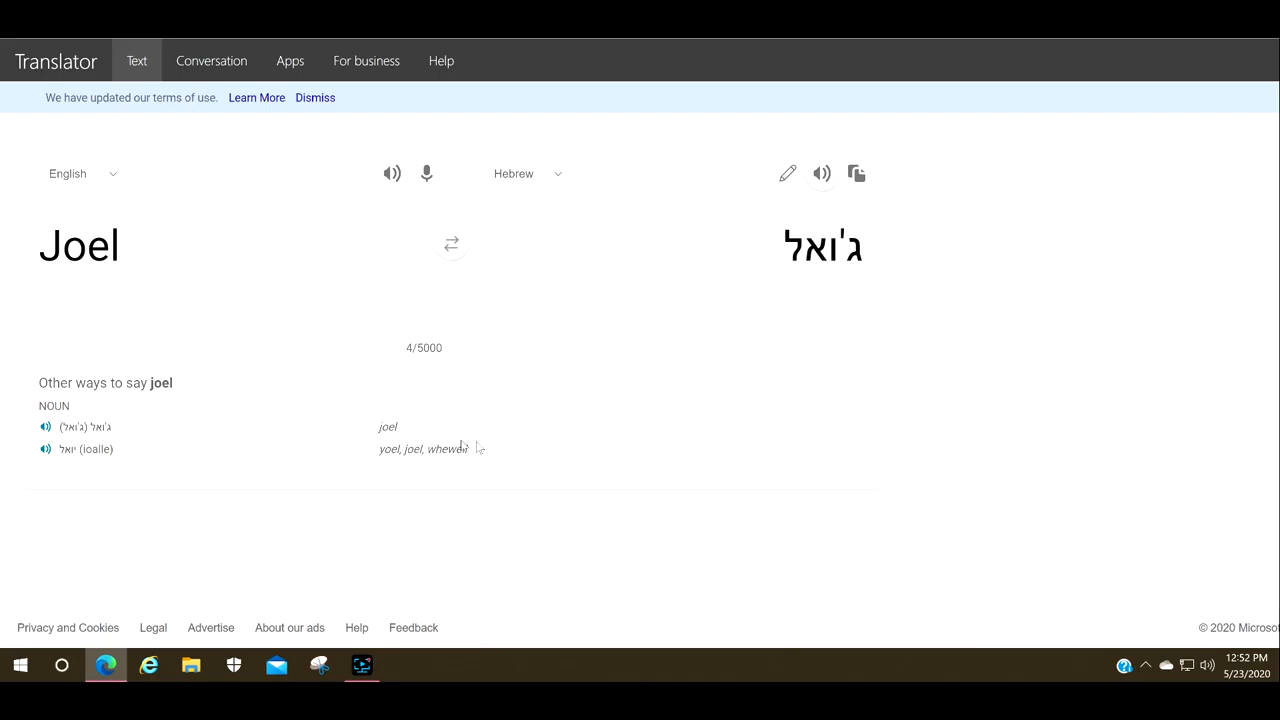 Translator Text Conversation Apps For business Help
We have updated our terms of use. Learn More Dismiss
English Hebrew
Joel ג'ואל
4/5000
Other ways to say joel
NOUN
ג'ואל (ג'ואל) joel
יואל (ioalle) yoel, joel,
Privacy and Cookies Legal Advertise About our ads Help Feedback © 2020 Microso
12:52 PM
5/23/2020